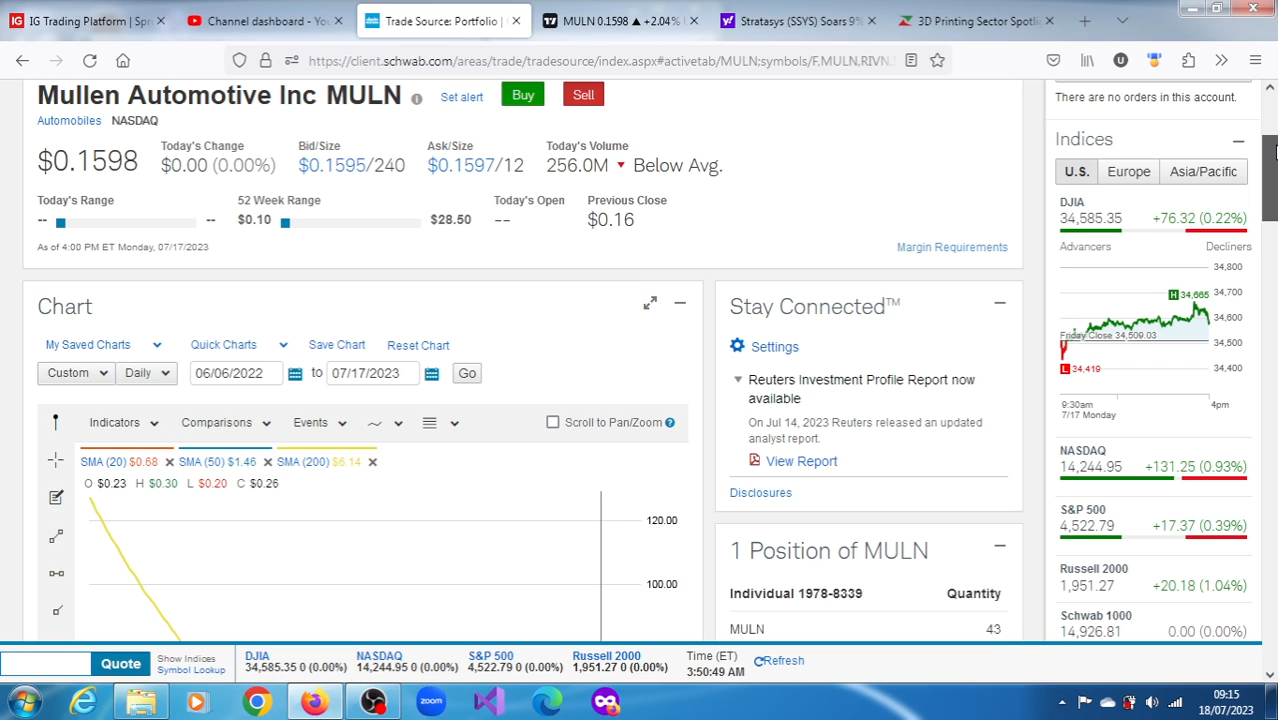 IG Trading Platform | Spre
Channel dashboard - You
Trade Source: Portfolio |
MULN 0.1598 ▲ +2.04%
Stratasys (SSYS) Soars 9%
3D Printing Sector Spotli
https://client.schwab.com/areas/trade/tradesource/index.aspx#activetab/MULN;symbols/F,MULN,RIVN,S
Mullen Automotive Inc MULN
Set alert
Buy
Sell
Automobiles NASDAQ
$0.1598
Today's Change
$0.00 (0.00%)
Bid/Size
$0.1595/240
Ask/Size
$0.1597/12
Today's Volume
256.0M Below Avg.
Today's Range
-- --
52 Week Range
$0.10 $28.50
Today's Open
--
Previous Close
$0.16
As of 4:00 PM ET Monday, 07/17/2023
Margin Requirements
Chart
My Saved Charts
Quick Charts
Save Chart
Reset Chart
Custom
Daily
06/06/2022
to
07/17/2023
Go
Indicators
Comparisons
Events
Scroll to Pan/Zoom
SMA (20) $0.68 SMA (50) $1.46 SMA (200) $6.14
O $0.23 H $0.30 L $0.20 C $0.26
120.00
100.00
Stay Connected™
Settings
Reuters Investment Profile Report now
available
On Jul 14, 2023 Reuters released an updated
analyst report.
View Report
Disclosures
1 Position of MULN
Individual 1978-8339 Quantity
MULN 43
There are no orders in this account.
Indices
U.S. Europe Asia/Pacific
DJIA
34,585.35 +76.32 (0.22%)
Advancers Decliners
34,800
34,700
H 34,665
34,600
Friday Close 34,509.03
34,500
L 34,419
34,400
9:30am 4pm
7/17 Monday
NASDAQ
14,244.95 +131.25 (0.93%)
S&P 500
4,522.79 +17.37 (0.39%)
Russell 2000
1,951.27 +20.18 (1.04%)
Schwab 1000
14,926.81 0.00 (0.00%)
Quote
Show Indices
Symbol Lookup
DJIA
34,585.35 0 (0.00%)
NASDAQ
14,244.95 0 (0.00%)
S&P 500
4,522.79 0 (0.00%)
Russell 2000
1,951.27 0 (0.00%)
Time (ET)
3:50:49 AM
Refresh
zoom
09:15
18/07/2023